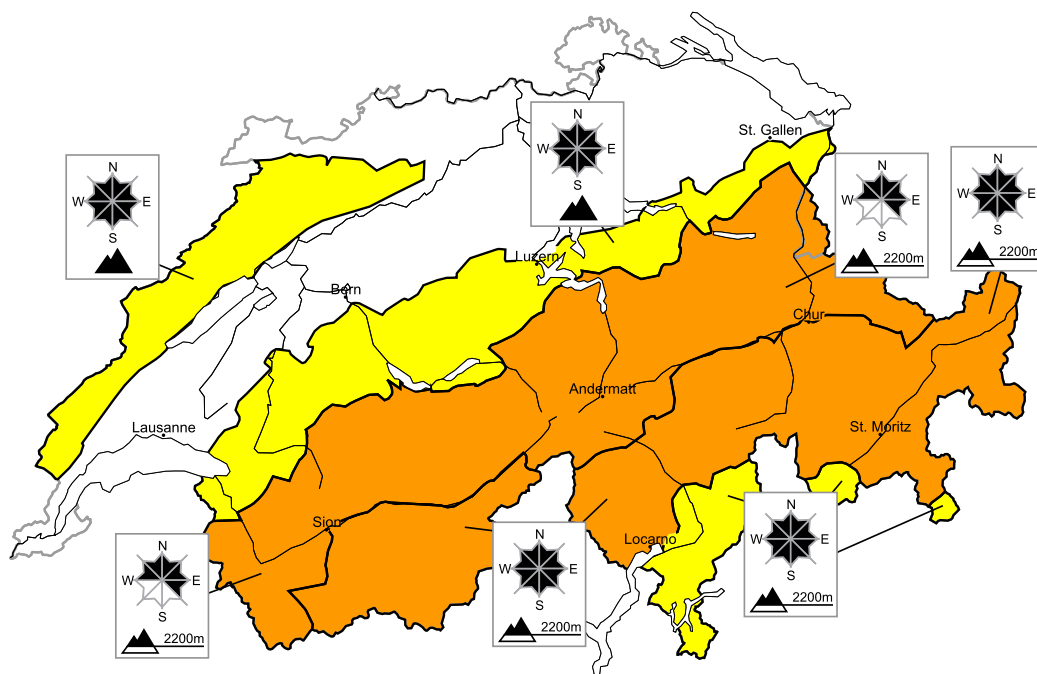 N
W E
S
St. Gallen
N
W E
S
N
W E
S
2200m
N
W E
S
2200m
Luzern
Bern
Chur
Andermatt
Lausanne
St. Moritz
Sion
Locarno
N
W E
S
2200m
N
W E
S
2200m
N
W E
S
2200m